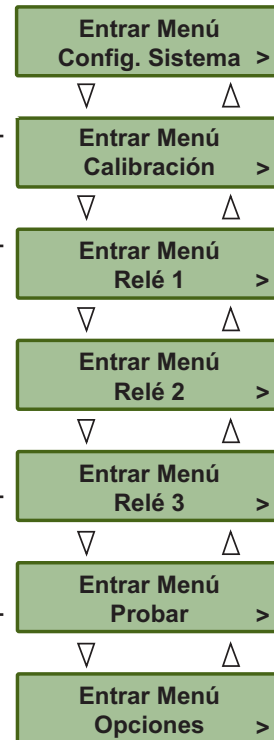 Entrar Menú
Config. Sistema >
Entrar Menú
Calibración >
Entrar Menú
Relé 1 >
Entrar Menú
Relé 2 >
Entrar Menú
Relé 3 >
Entrar Menú
Probar >
Entrar Menú
Opciones >